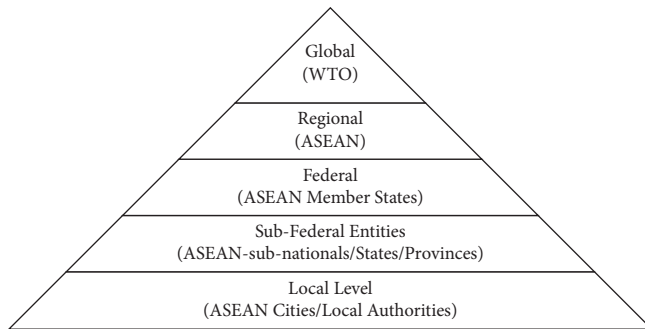 Global
(WTO)
Regional
(ASEAN)
Federal
(ASEAN Member States)
Sub-Federal Entities
(ASEAN-sub-nationals/States/Provinces)
Local Level
(ASEAN Cities/Local Authorities)